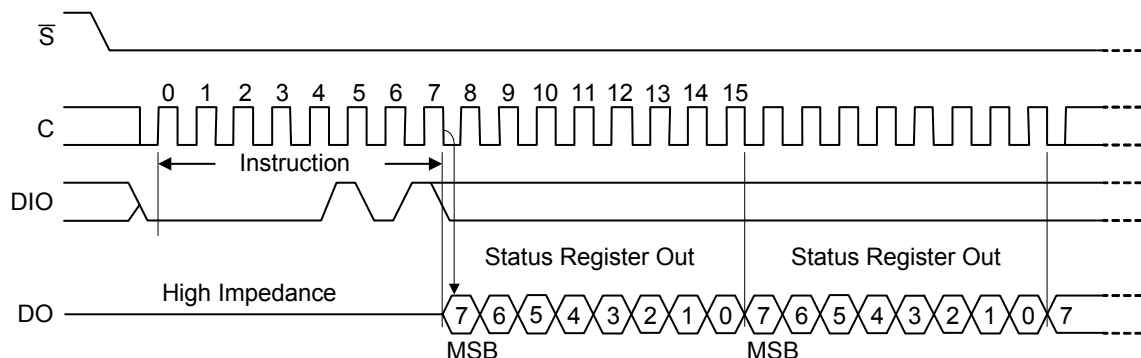 S̅
0 1 2 3 4 5 6 7 8 9 10 11 12 13 14 15
C
Instruction
DIO
Status Register Out Status Register Out
High Impedance
DO 7 6 5 4 3 2 1 0 7 6 5 4 3 2 1 0 7
MSB MSB